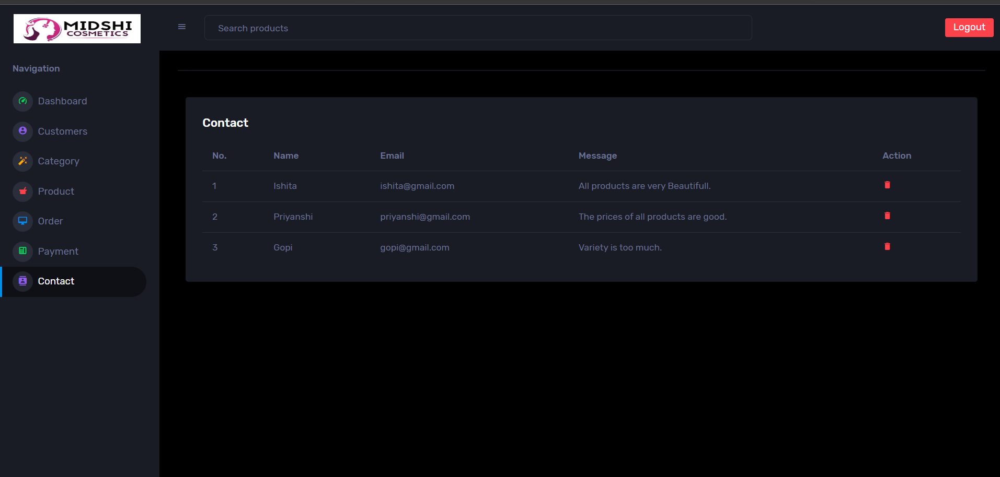 MIDSHI
COSMETICS
Search products
Logout
Navigation
Dashboard
Customers
Category
Product
Order
Payment
Contact
Contact
No. Name Email Message Action
1 Ishita ishita@gmail.com All products are very Beautifull.
2 Priyanshi priyanshi@gmail.com The prices of all products are good.
3 Gopi gopi@gmail.com Variety is too much.